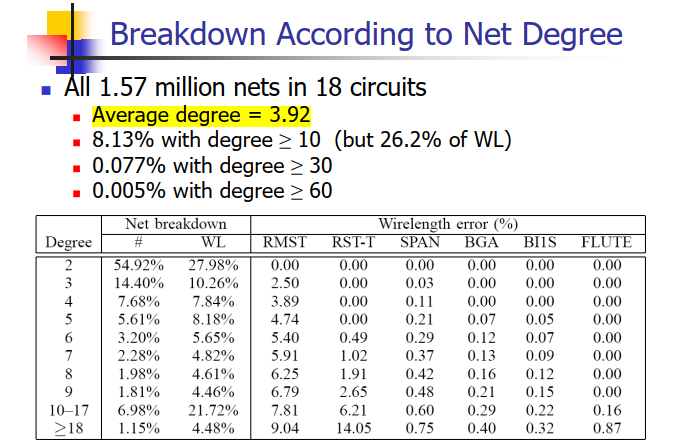 Breakdown According to Net Degree
All 1.57 million nets in 18 circuits
Average degree = 3.92
8.13% with degree ≥ 10 (but 26.2% of WL)
0.077% with degree ≥ 30
0.005% with degree ≥ 60
Net breakdown Wirelength error (%)
Degree # WL RMST RST-T SPAN BGA BI1S FLUTE
2 54.92% 27.98% 0.00 0.00 0.00 0.00 0.00 0.00
3 14.40% 10.26% 2.50 0.00 0.03 0.00 0.00 0.00
4 7.68% 7.84% 3.89 0.00 0.11 0.00 0.00 0.00
5 5.61% 8.18% 4.74 0.00 0.21 0.07 0.05 0.00
6 3.20% 5.65% 5.40 0.49 0.29 0.12 0.07 0.00
7 2.28% 4.82% 5.91 1.02 0.37 0.13 0.09 0.00
8 1.98% 4.61% 6.25 1.91 0.42 0.16 0.12 0.00
9 1.81% 4.46% 6.79 2.65 0.48 0.21 0.15 0.00
10–17 6.98% 21.72% 7.81 6.21 0.60 0.29 0.22 0.16
≥18 1.15% 4.48% 9.04 14.05 0.75 0.40 0.32 0.87